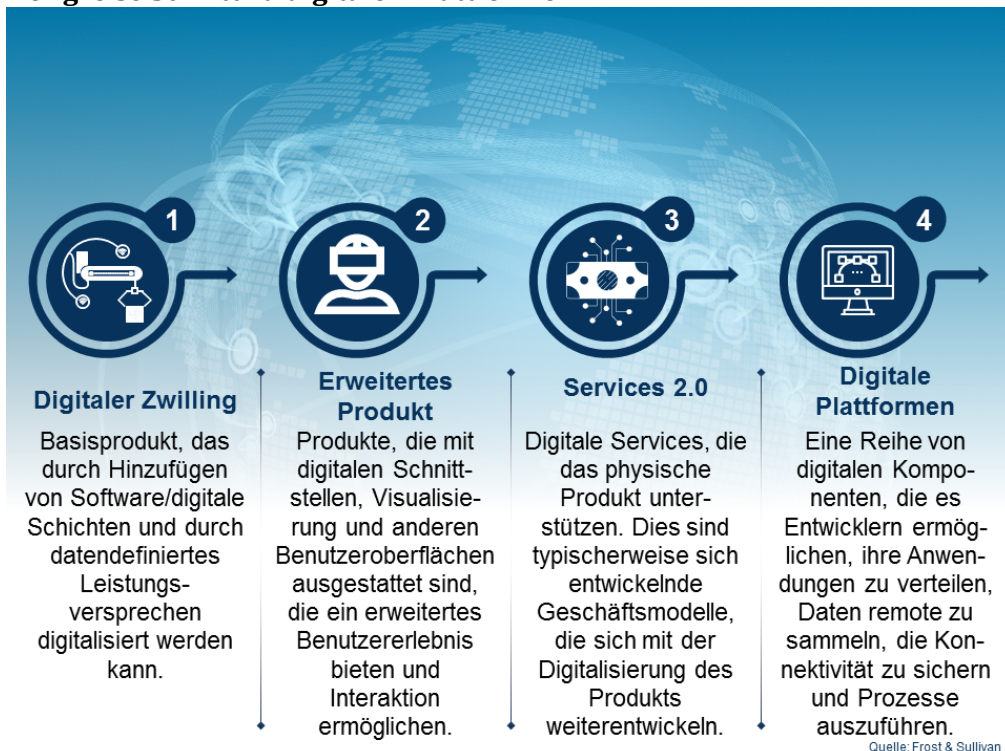 1
2
3
4
Digitaler Zwilling
Basisprodukt, das
durch Hinzufügen
von Software/digitale
Schichten und durch
datendefiniertes
Leistungs-
versprechen
digitalisiert werden
kann.
Erweitertes
Produkt
Produkte, die mit
digitalen Schnitt-
stellen, Visualisie-
rung und anderen
Benutzeroberflächen
ausgestattet sind,
die ein erweitertes
Benutzererlebnis
bieten und
Interaktion
ermöglichen.
Services 2.0
Digitale Services, die
das physische
Produkt unter-
stützen. Dies sind
typischerweise sich
entwickelnde
Geschäftsmodelle,
die sich mit der
Digitalisierung des
Produkts
weiterentwickeln.
Digitale
Plattformen
Eine Reihe von
digitalen Kompo-
nenten, die es
Entwicklern ermög-
lichen, ihre Anwen-
dungen zu verteilen,
Daten remote zu
sammeln, die Kon-
nektivität zu sichern
und Prozesse
auszuführen.
Quelle: Frost & Sullivan